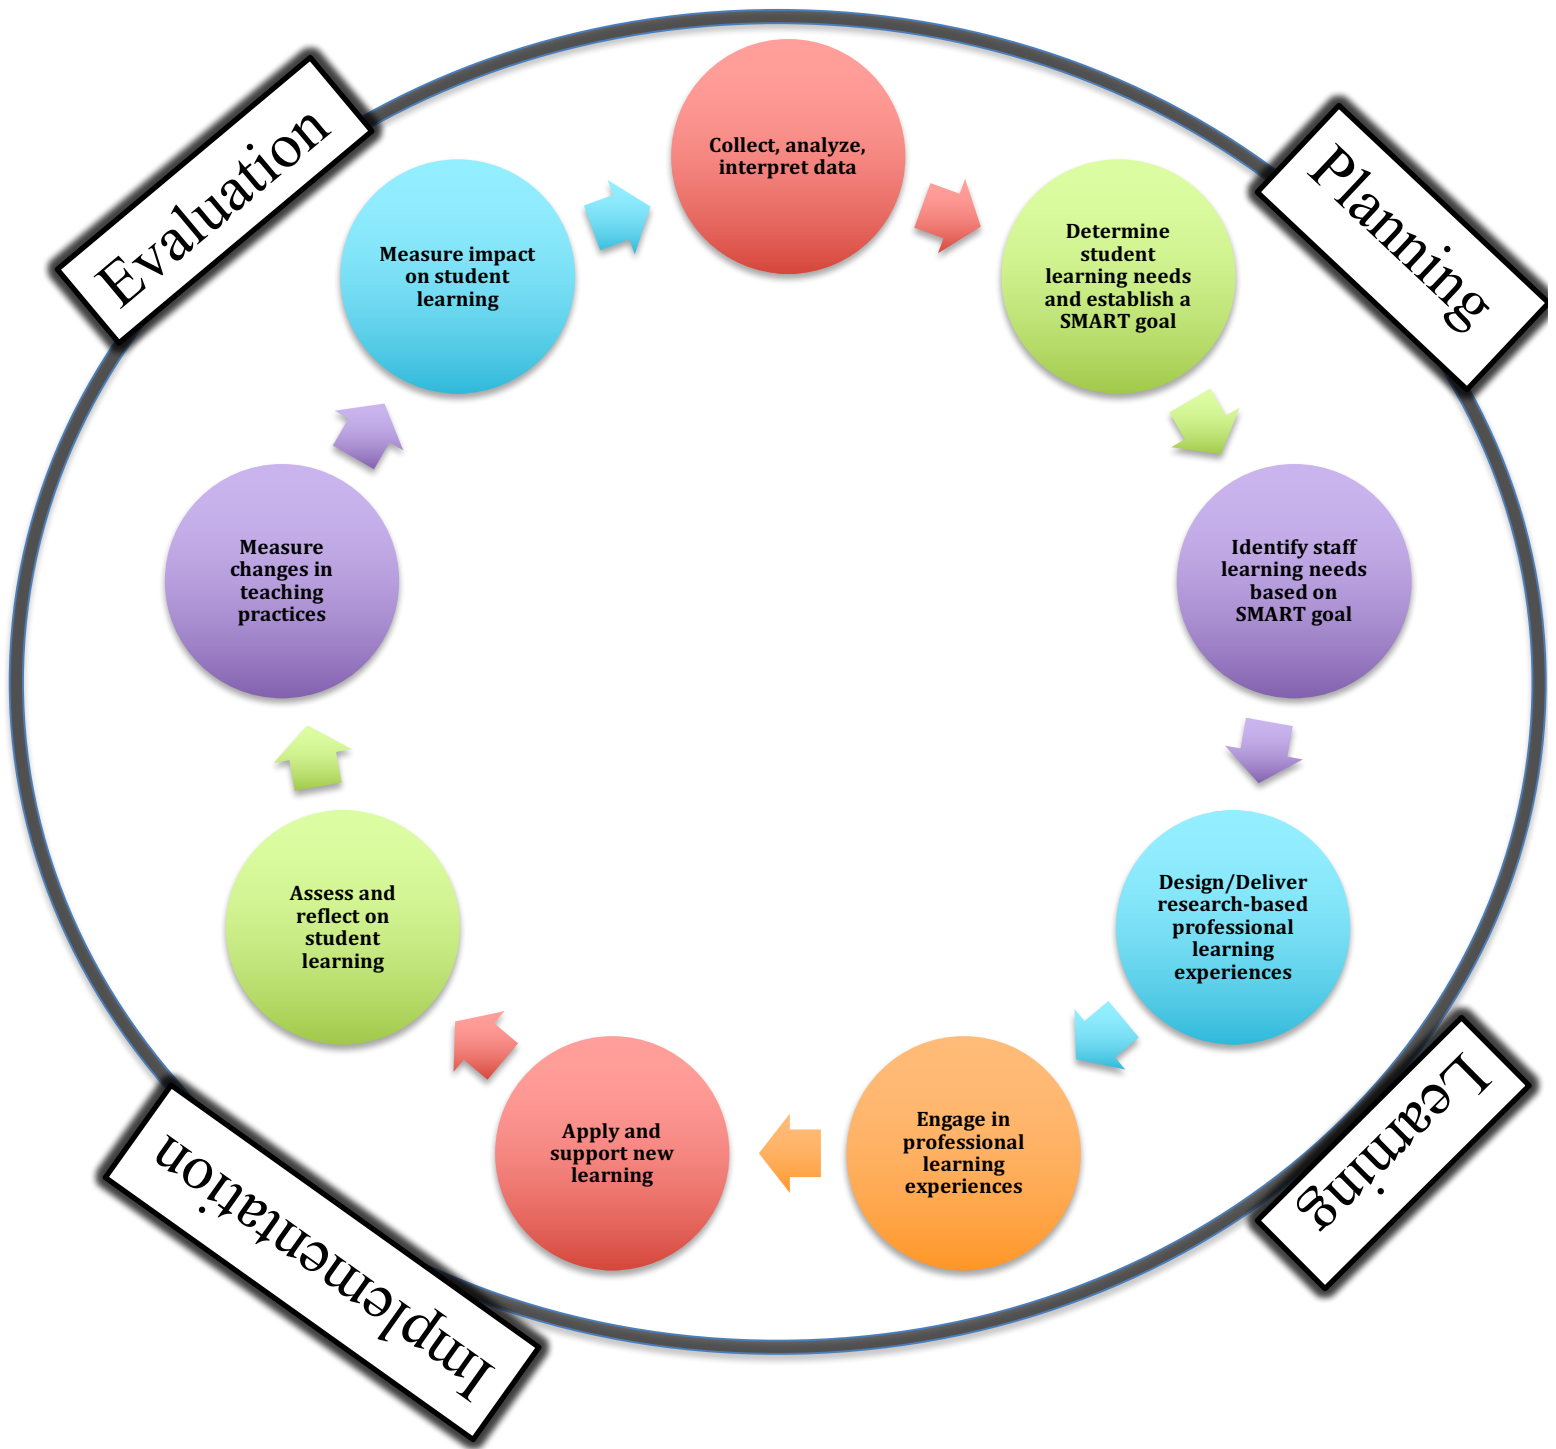 Collect, analyze,
interpret data
Planning
Determine
student
learning needs
and establish a
SMART goal
Identify staff
learning needs
based on
SMART goal
Design/Deliver
research-based
professional
learning
experiences
Learning
Engage in
professional
learning
experiences
Apply and
support new
learning
Implementation
Assess and
reflect on
student
learning
Measure
changes in
teaching
practices
Evaluation
Measure impact
on student
learning